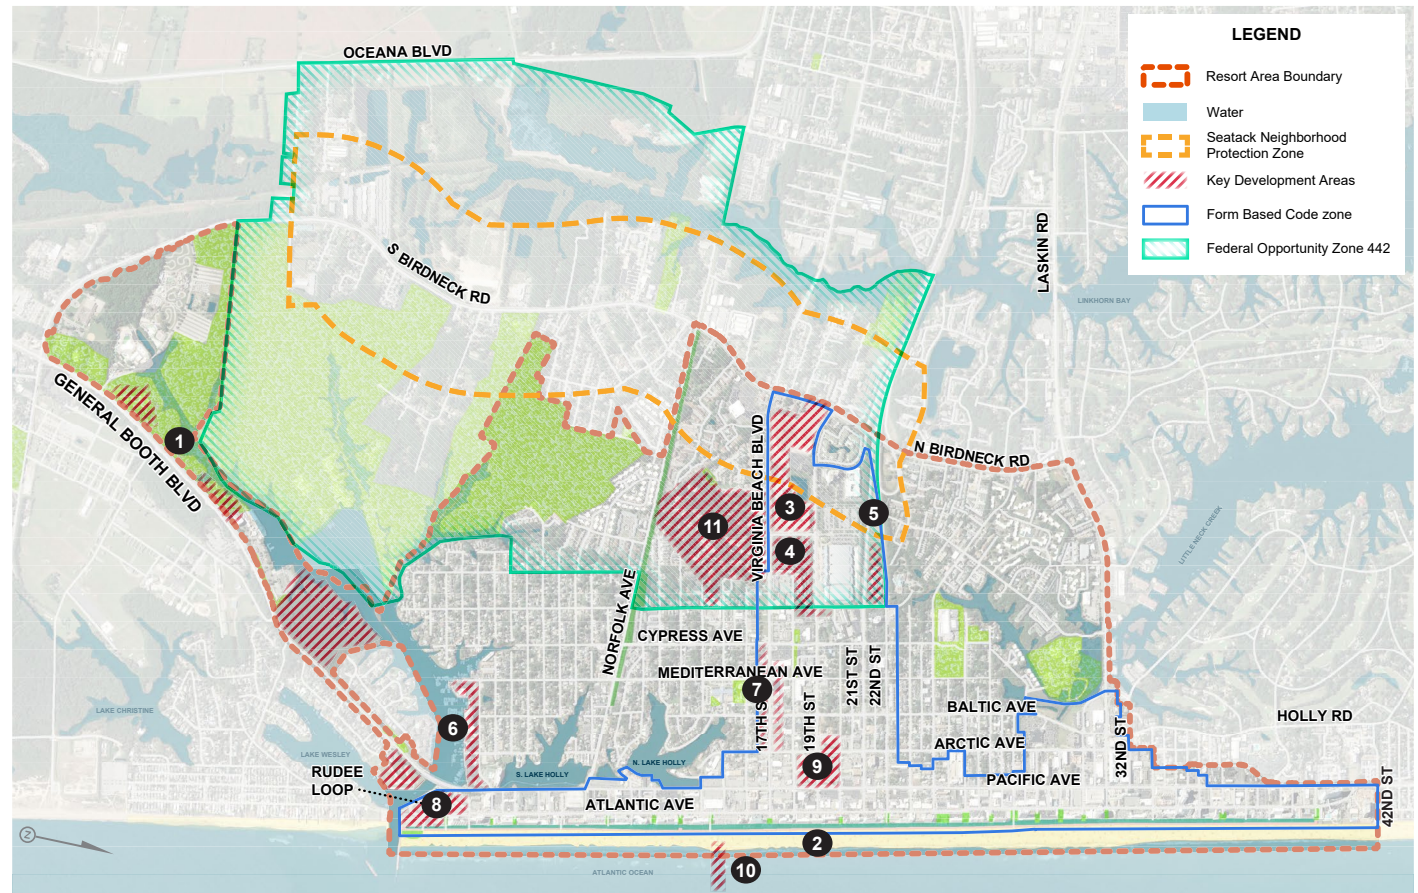 OCEANA BLVD
LEGEND
Resort Area Boundary
Water
Seatack Neighborhood
Protection Zone
Key Development Areas
Form Based Code zone
Federal Opportunity Zone 442
S BIRDNECK RD
LASKIN RD
LINKHORN BAY
GENERAL BOOTH BLVD
1
VIRGINIA BEACH BLVD
N BIRDNECK RD
3
5
11
4
LITTLE NECK CREEK
NORFOLK AVE
CYPRESS AVE
MEDITERRANEAN AVE
7
17TH ST
19TH ST
21ST ST
22ND ST
BALTIC AVE
HOLLY RD
LAKE CHRISTINE
6
ARCTIC AVE
32ND ST
LAKE WESLEY
S. LAKE HOLLY
N. LAKE HOLLY
9
RUDEE
LOOP
PACIFIC AVE
8
ATLANTIC AVE
42ND ST
Z
2
10
ATLANTIC OCEAN